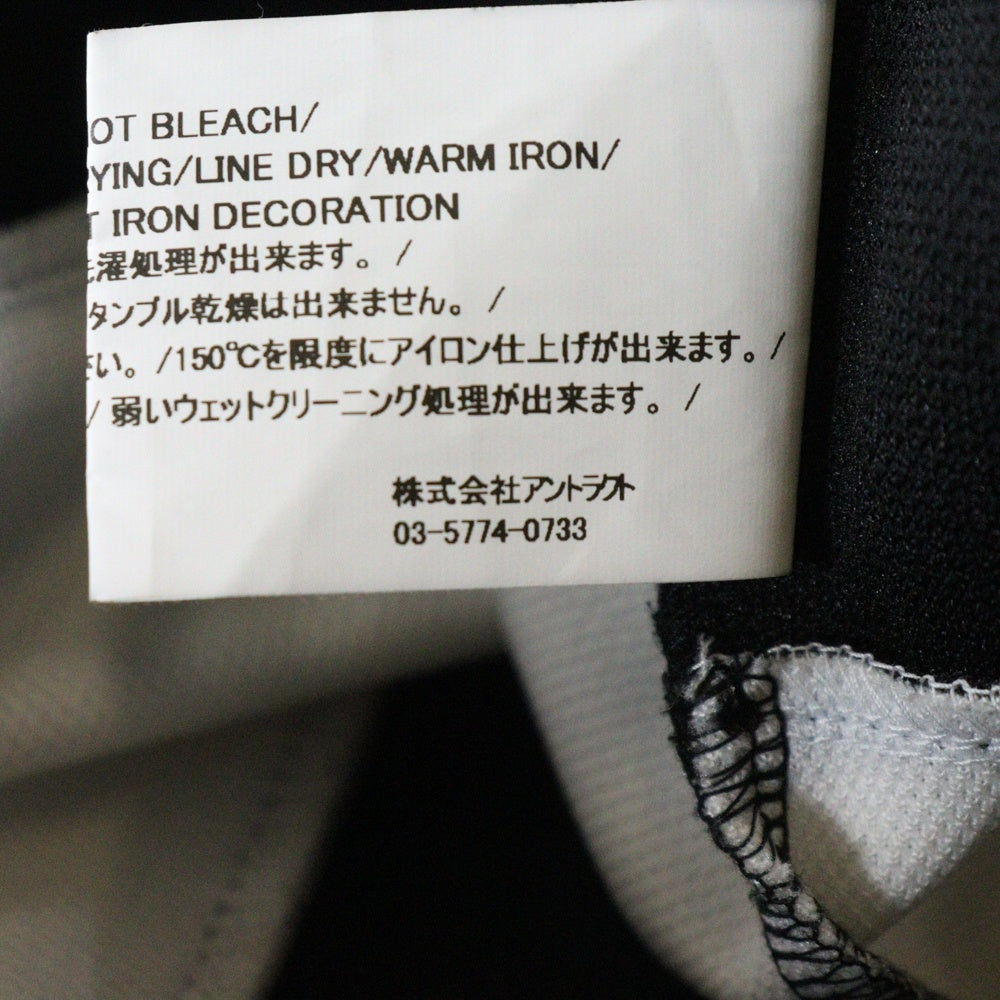 OT BLEACH/
YING/LINE DRY/WARM IRON/
T IRON DECORATION
濯処理が出来ます。 /
タンブル乾燥は出来ません。 /
い。 /150℃を限度にアイロン仕上げが出来ます。 /
/ 弱いウェットクリーニング処理が出来ます。 /
株式会社アントラクト
03-5774-0733